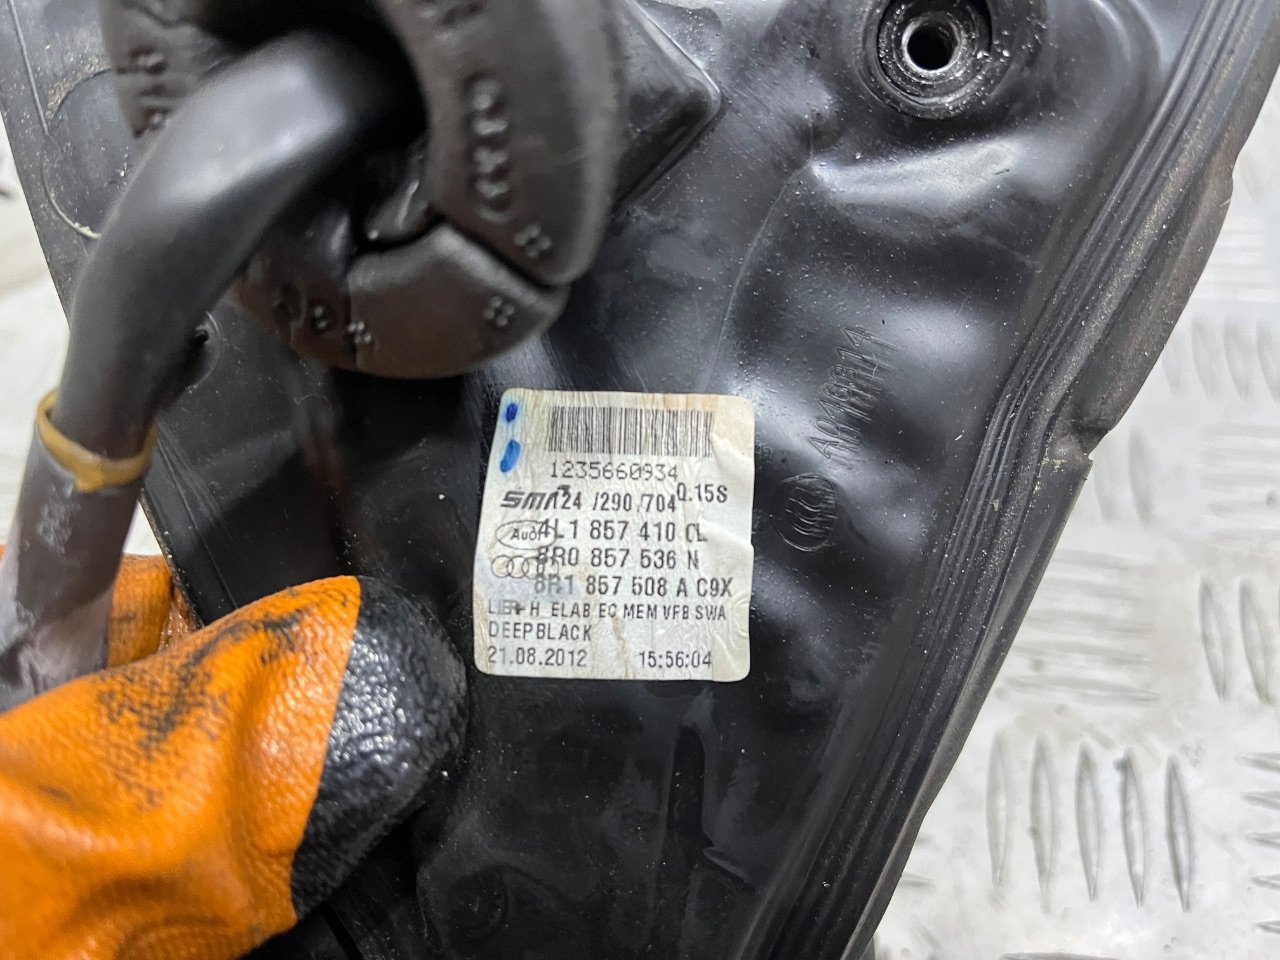 1235660934
SMR 24 /290 /704 0.15S
Audi 4L1 857 410 CL
8R0 857 536 N
8R1 857 508 A C9X
H ELAB EC MEM VFB SWA
DEEPBLACK
21.08.2012 15:56:04